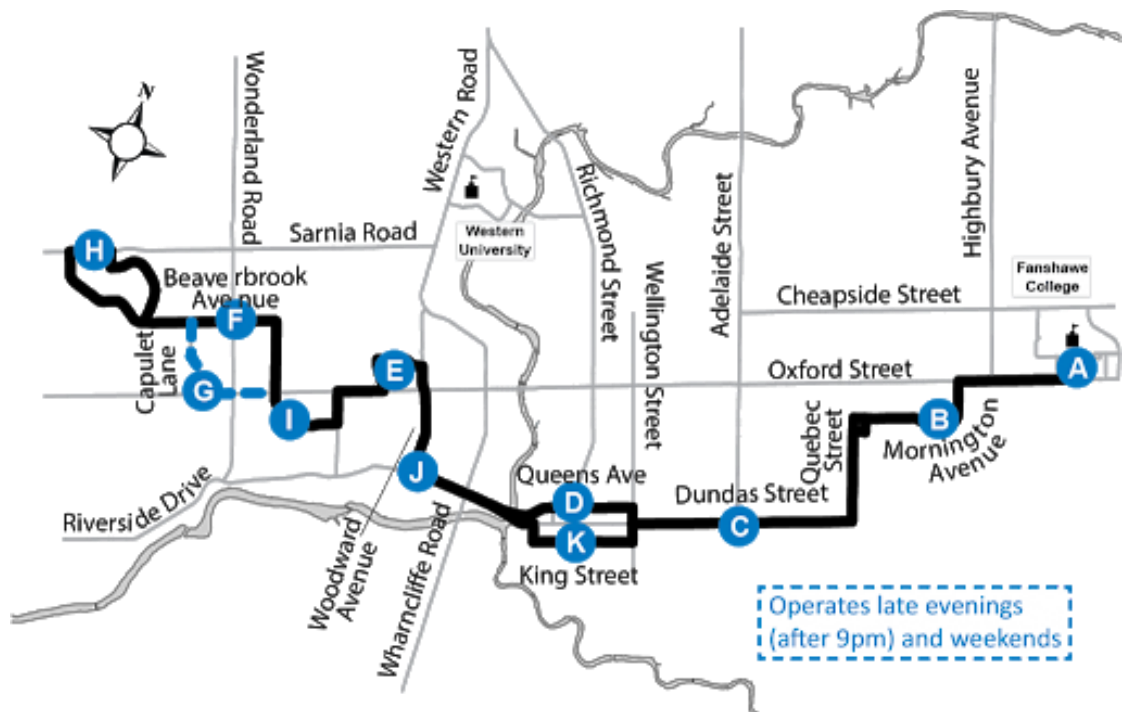 N
Wonderland Road
Western Road
Highbury Avenue
Richmond Street
Adelaide Street
Western
University
Sarnia Road
H
Wellington Street
Fanshawe
College
Beaverbrook
Avenue
Cheapside Street
F
Capulet
Lane
E
Oxford Street
A
G
I
Quebec
Street
B
Mornington
Avenue
J
Queens Ave
D
Dundas Street
C
Riverside Drive
K
King Street
Woodward
Avenue
Wharncliffe Road
Operates late evenings
(after 9pm) and weekends